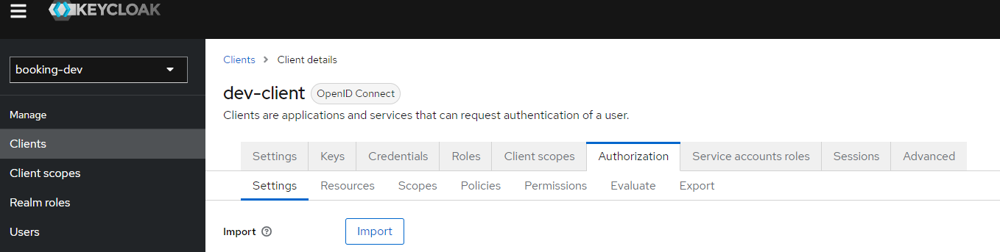 KEYCLOAK
booking-dev
Manage
Clients
Client scopes
Realm roles
Users
Clients > Client details
dev-client OpenID Connect
Clients are applications and services that can request authentication of a user.
Settings Keys Credentials Roles Client scopes Authorization Service accounts roles Sessions Advanced
Settings Resources Scopes Policies Permissions Evaluate Export
Import ? Import